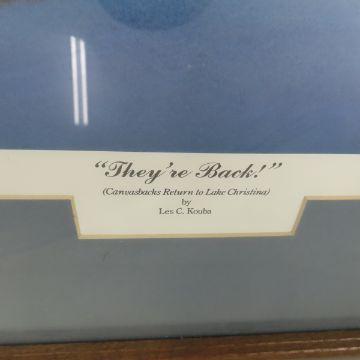 “They’re Back!”
(Canvasbacks Return to Lake Christina)
by
Les C. Kouba